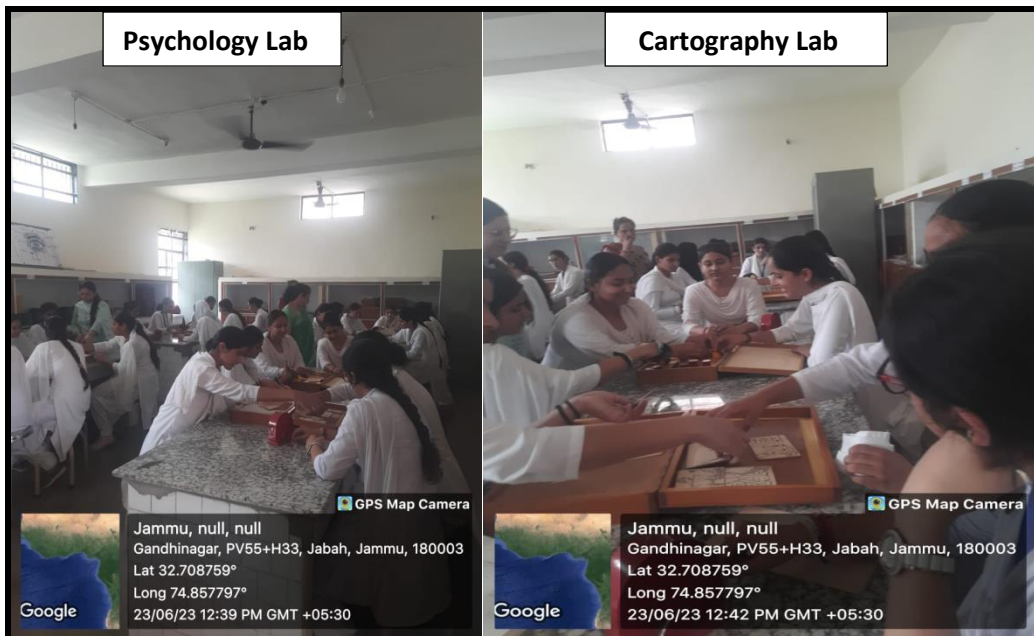 Psychology Lab
GPS Map Camera
Jammu, null, null
Gandhinagar, PV55+H33, Jabah, Jammu, 180003
Lat 32.708759°
Long 74.857797°
23/06/23 12:39 PM GMT +05:30
Google
Cartography Lab
GPS Map Camera
Jammu, null, null
Gandhinagar, PV55+H33, Jabah, Jammu, 180003
Lat 32.708759°
Long 74.857797°
23/06/23 12:42 PM GMT +05:30
Google